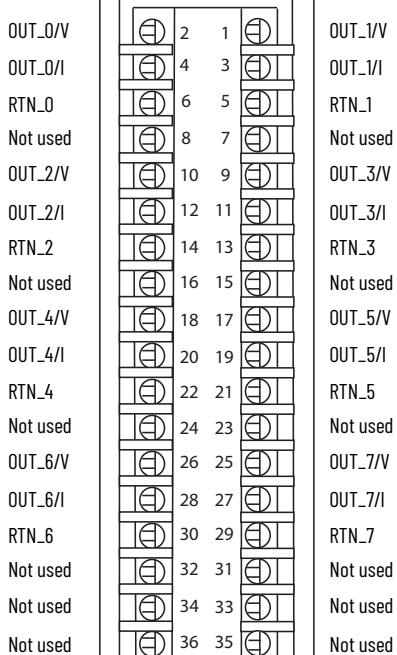 OUT_0/V 2 1 OUT_1/V
OUT_0/I 4 3 OUT_1/I
RTN_0 6 5 RTN_1
Not used 8 7 Not used
OUT_2/V 10 9 OUT_3/V
OUT_2/I 12 11 OUT_3/I
RTN_2 14 13 RTN_3
Not used 16 15 Not used
OUT_4/V 18 17 OUT_5/V
OUT_4/I 20 19 OUT_5/I
RTN_4 22 21 RTN_5
Not used 24 23 Not used
OUT_6/V 26 25 OUT_7/V
OUT_6/I 28 27 OUT_7/I
RTN_6 30 29 RTN_7
Not used 32 31 Not used
Not used 34 33 Not used
Not used 36 35 Not used